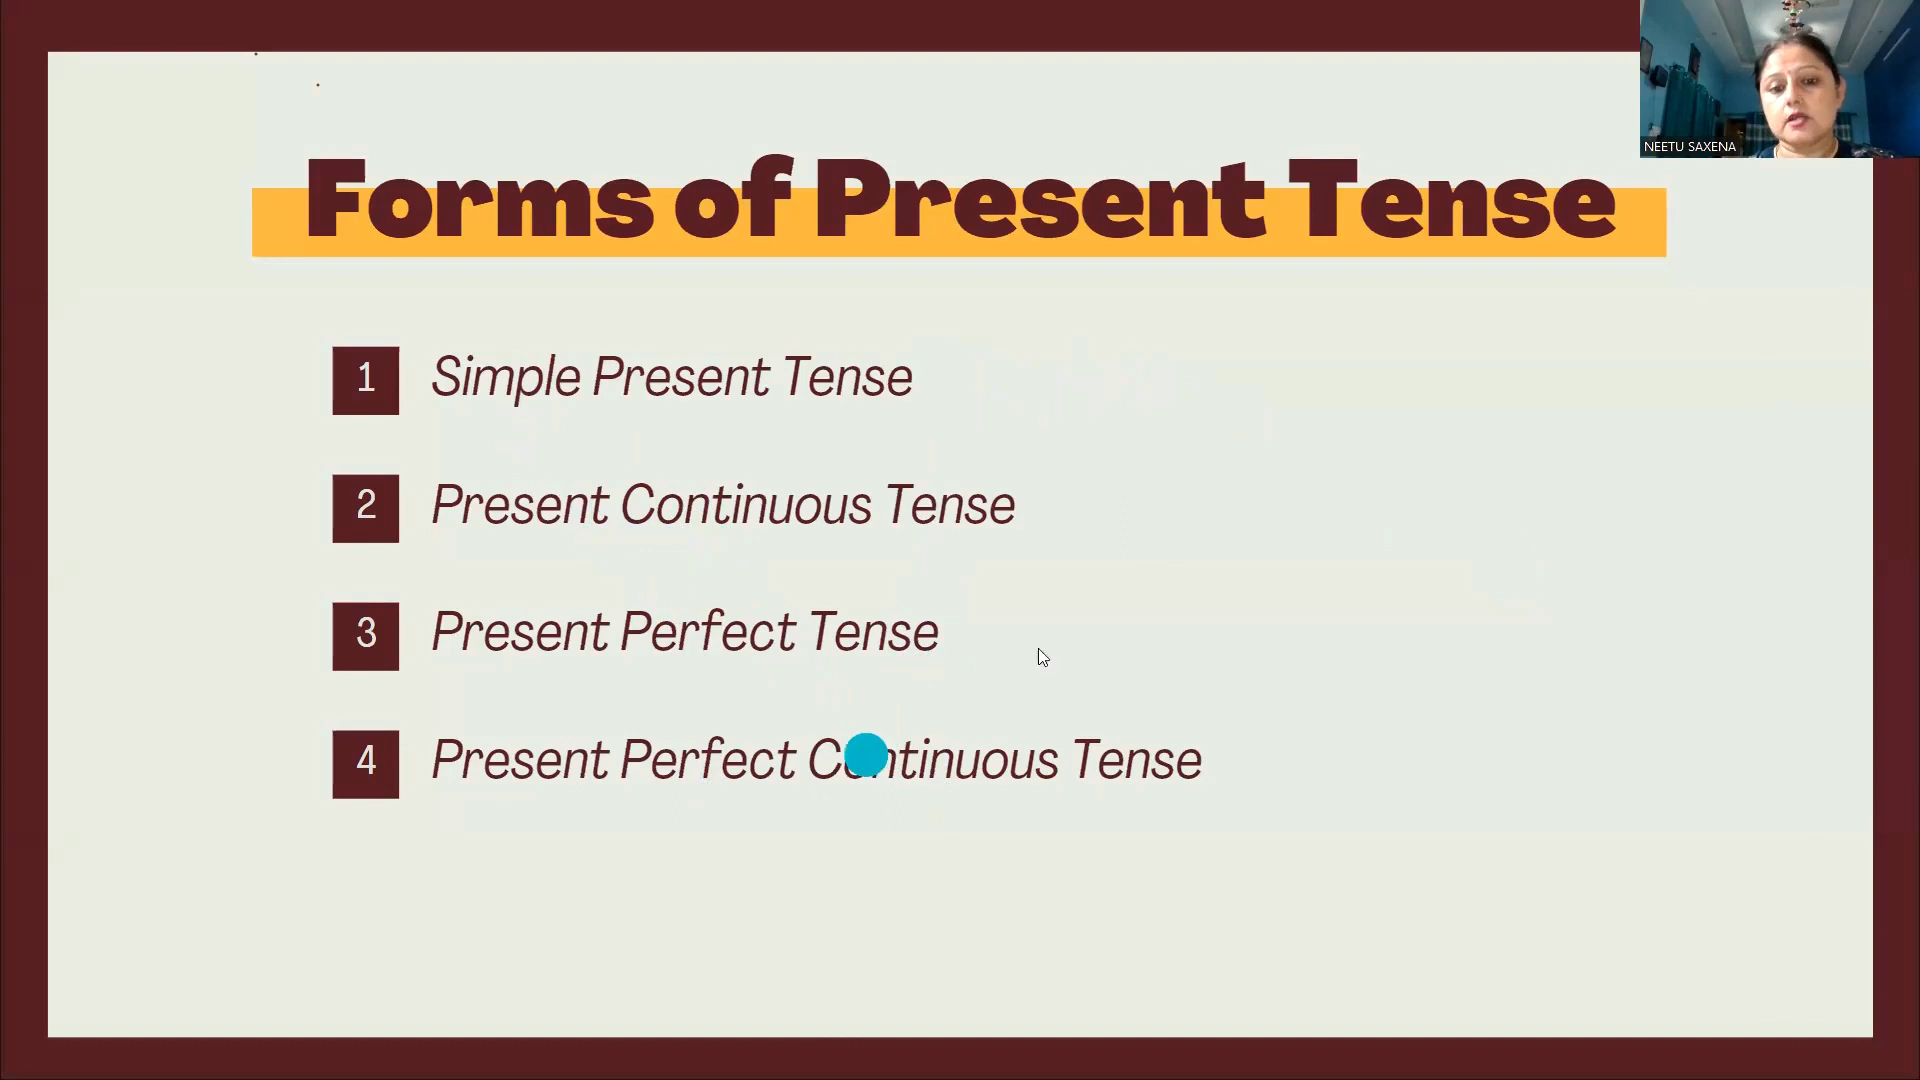 NEETU SAXENA
Forms of Present Tense
1 Simple Present Tense
2 Present Continuous Tense
3 Present Perfect Tense
4 Present Perfect Continuous Tense